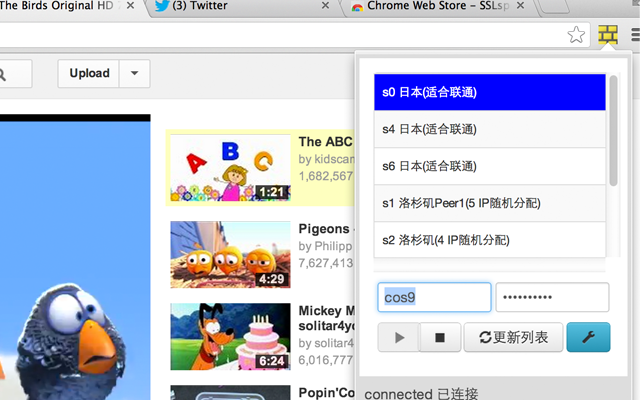 The Birds Original HD
(3) Twitter
Chrome Web Store - SSLsp
Upload
The ABC
by kidscam
1,682,567
1:21
Pigeons -
by Philipp
7,627,413
4:29
Mickey M
solitar4yo
by solitar4
6,016,777
6:24
Popin'Co
A B C
s0 日本(适合联通)
s4 日本(适合联通)
s6 日本(适合联通)
s1 洛杉矶Peer1(5 IP随机分配)
s2 洛杉矶(4 IP随机分配)
cos9
••••••••••
更新列表
connected 已连接